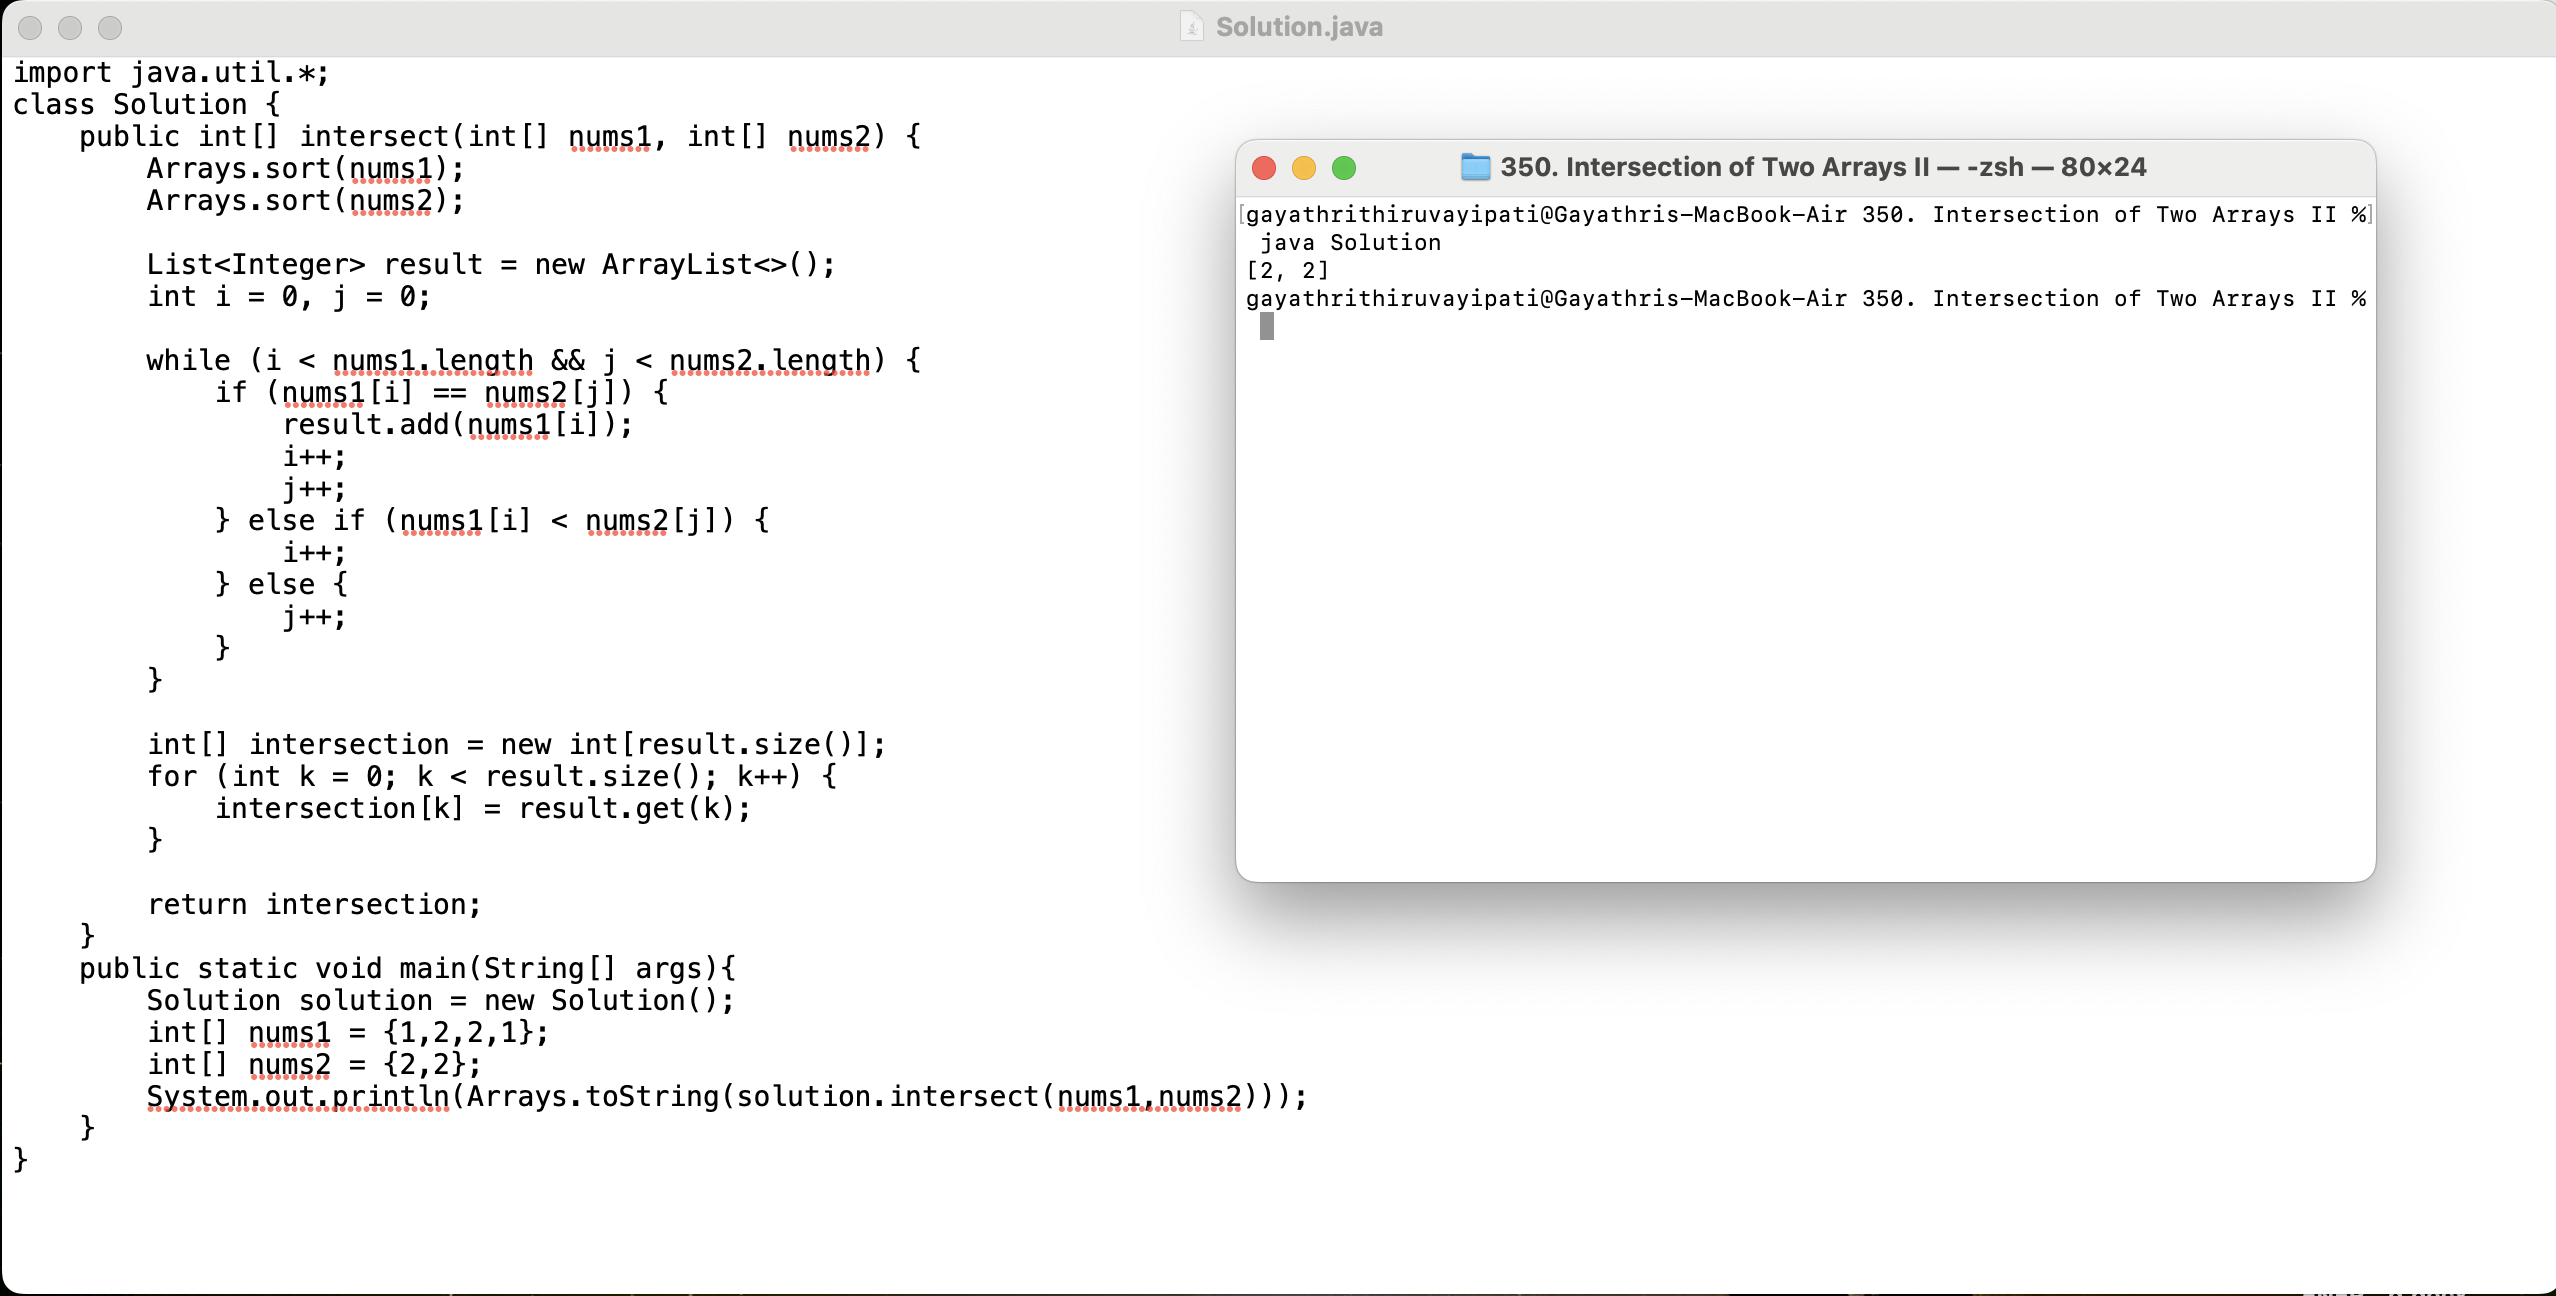 Solution.java
import java.util.*;
class Solution {
    public int[] intersect(int[] nums1, int[] nums2) {
        Arrays.sort(nums1);
        Arrays.sort(nums2);

        List<Integer> result = new ArrayList<>();
        int i = 0, j = 0;

        while (i < nums1.length && j < nums2.length) {
            if (nums1[i] == nums2[j]) {
                result.add(nums1[i]);
                i++;
                j++;
            } else if (nums1[i] < nums2[j]) {
                i++;
            } else {
                j++;
            }
        }

        int[] intersection = new int[result.size()];
        for (int k = 0; k < result.size(); k++) {
            intersection[k] = result.get(k);
        }

        return intersection;
    }
    public static void main(String[] args){
        Solution solution = new Solution();
        int[] nums1 = {1,2,2,1};
        int[] nums2 = {2,2};
        System.out.println(Arrays.toString(solution.intersect(nums1,nums2)));
    }
}
350. Intersection of Two Arrays II — -zsh — 80×24
[gayathrithiruvayipati@Gayathris-MacBook-Air 350. Intersection of Two Arrays II %]
 java Solution
[2, 2]
gayathrithiruvayipati@Gayathris-MacBook-Air 350. Intersection of Two Arrays II %